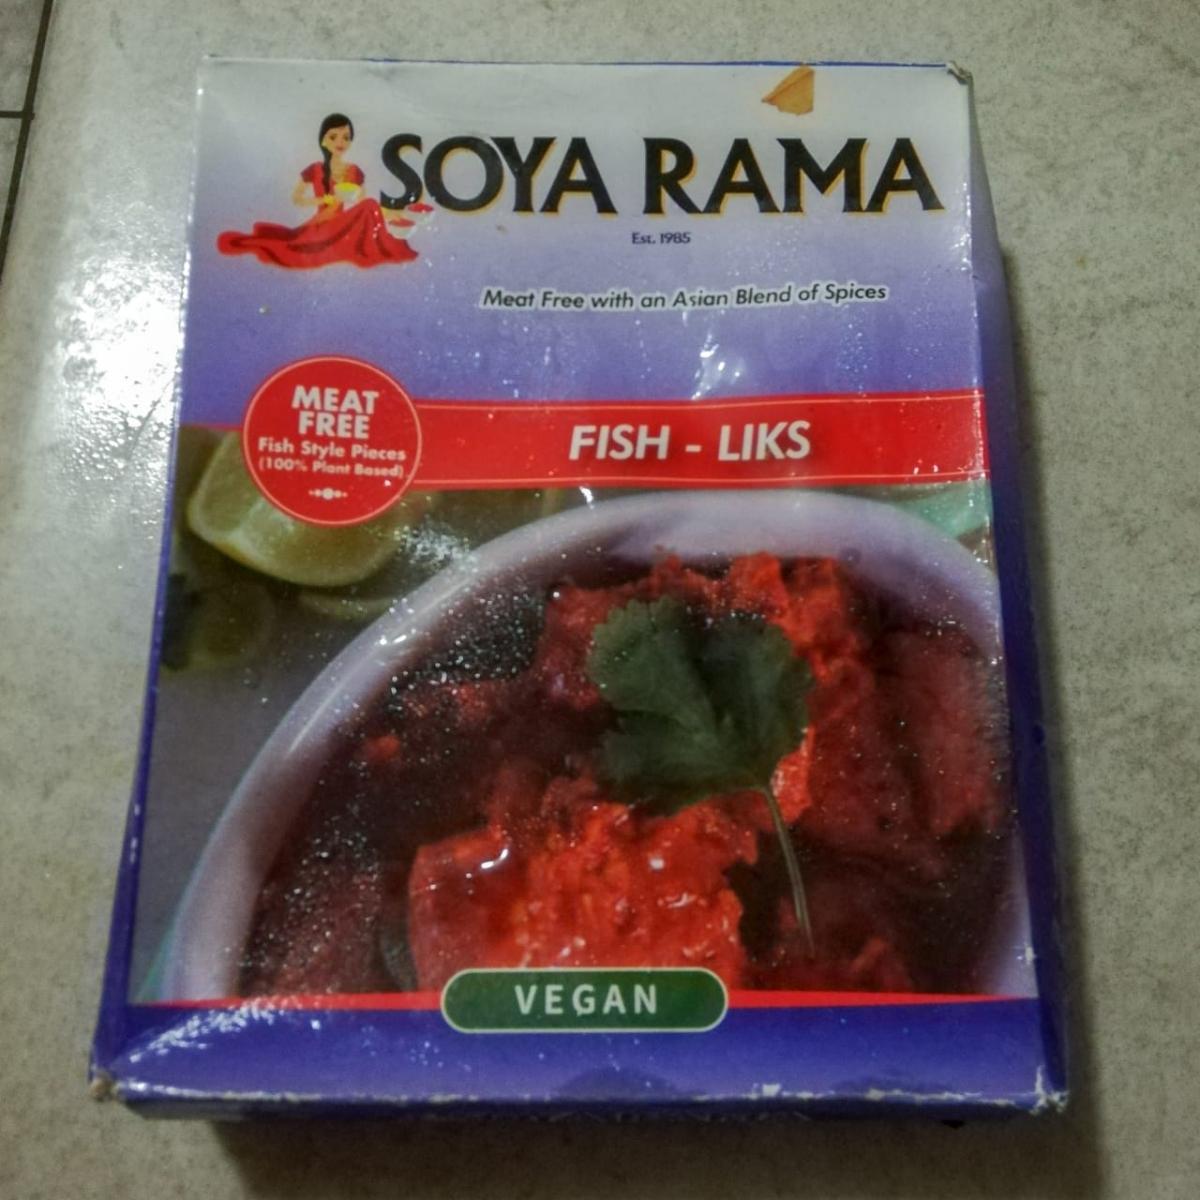 SOYA RAMA
Est. 1985
Meat Free with an Asian Blend of Spices
MEAT
FREE
Fish Style Pieces
(100% Plant Based)
FISH - LIKS
VEGAN